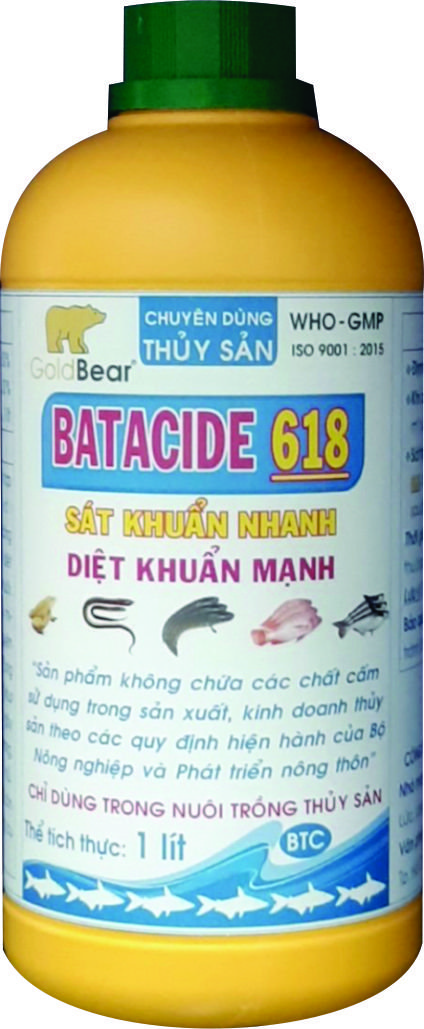 CHUYÊN DÙNG
THỦY SẢN
WHO-GMP
ISO 9001 : 2015
GoldBear®
BATACIDE 618
SÁT KHUẨN NHANH
DIỆT KHUẨN MẠNH
"Sản phẩm không chứa các chất cấm
sử dụng trong sản xuất, kinh doanh thủy
sản theo các quy định hiện hành của Bộ
Nông nghiệp và Phát triển nông thôn"
CHỈ DÙNG TRONG NUÔI TRỒNG THỦY SẢN
Thể tích thực: 1 lít
BTC